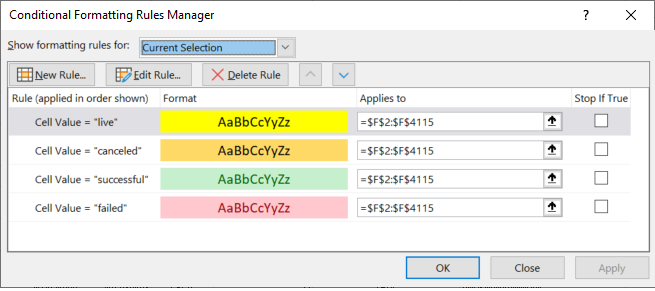 Conditional Formatting Rules Manager ? ×
Show formatting rules for: Current Selection
New Rule... Edit Rule... Delete Rule
Rule (applied in order shown) Format Applies to Stop If True
Cell Value = "live" AaBbCcYyZz =$F$2:$F$4115
Cell Value = "canceled" AaBbCcYyZz =$F$2:$F$4115
Cell Value = "successful" AaBbCcYyZz =$F$2:$F$4115
Cell Value = "failed" AaBbCcYyZz =$F$2:$F$4115
OK Close Apply